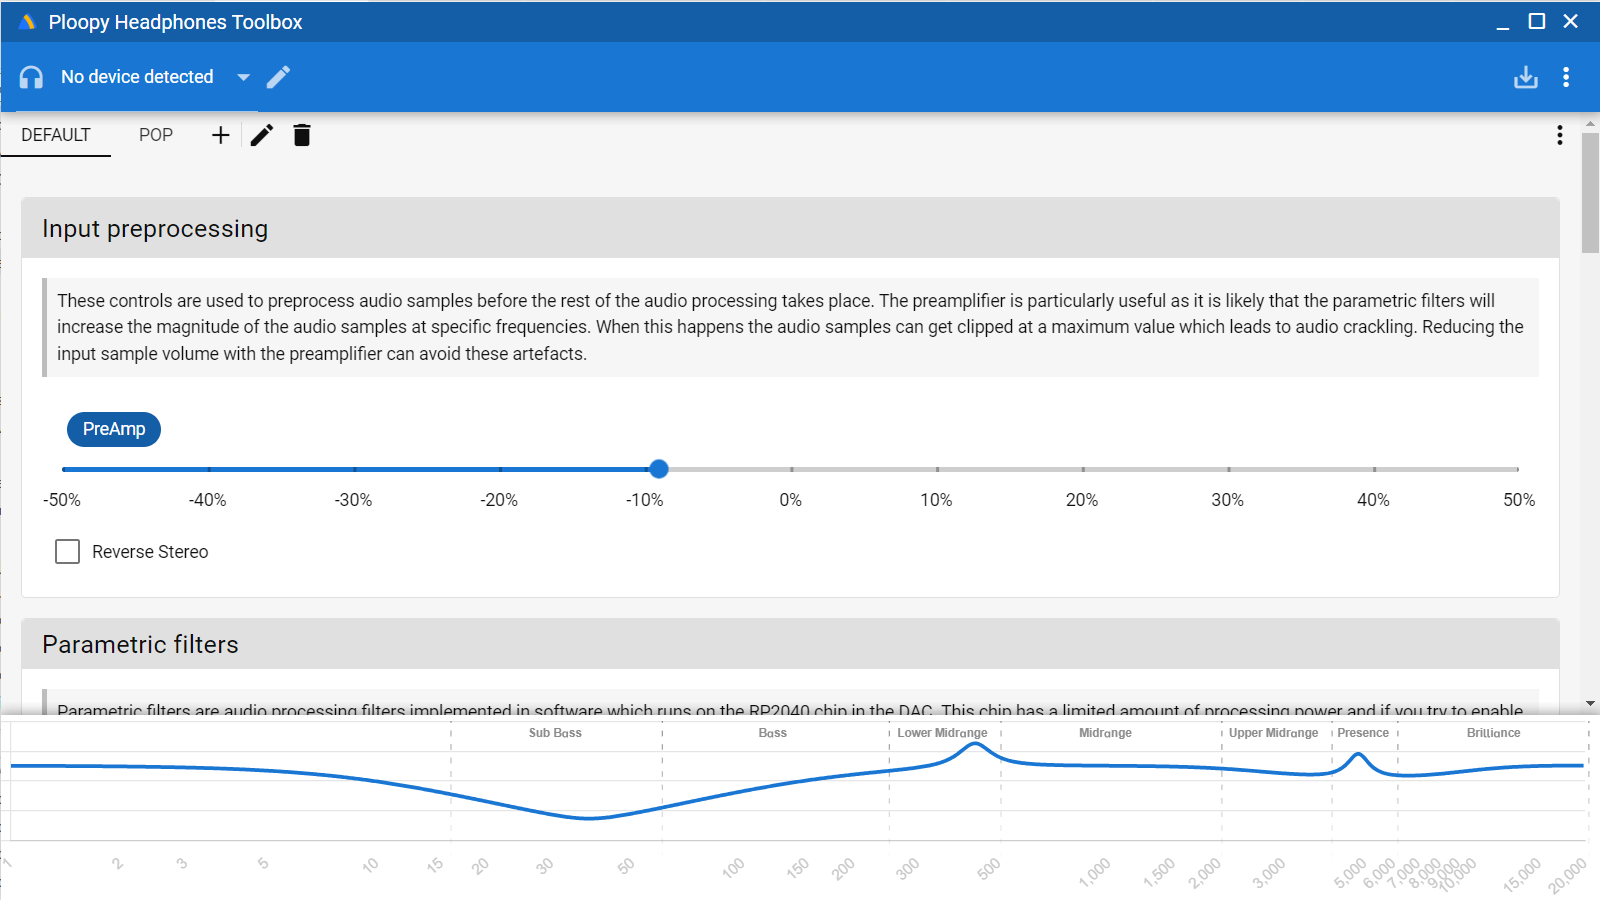 Ploopy Headphones Toolbox
No device detected
DEFAULT POP
Input preprocessing
These controls are used to preprocess audio samples before the rest of the audio processing takes place. The preamplifier is particularly useful as it is likely that the parametric filters will
increase the magnitude of the audio samples at specific frequencies. When this happens the audio samples can get clipped at a maximum value which leads to audio crackling. Reducing the
input sample volume with the preamplifier can avoid these artefacts.
PreAmp
-50% -40% -30% -20% -10% 0% 10% 20% 30% 40% 50%
Reverse Stereo
Parametric filters
Parametric filters are audio processing filters implemented in software which runs on the RP2040 chip in the DAC. This chip has a limited amount of processing power and if you try to enable
Sub Bass Bass Lower Midrange Midrange Upper Midrange Presence Brilliance
1 2 3 5 10 15 20 30 50 100 150 200 300 500 1,000 1,500 2,000 3,000 5,000 6,000 7,000 8,000 9,000 10,000 15,000 20,000